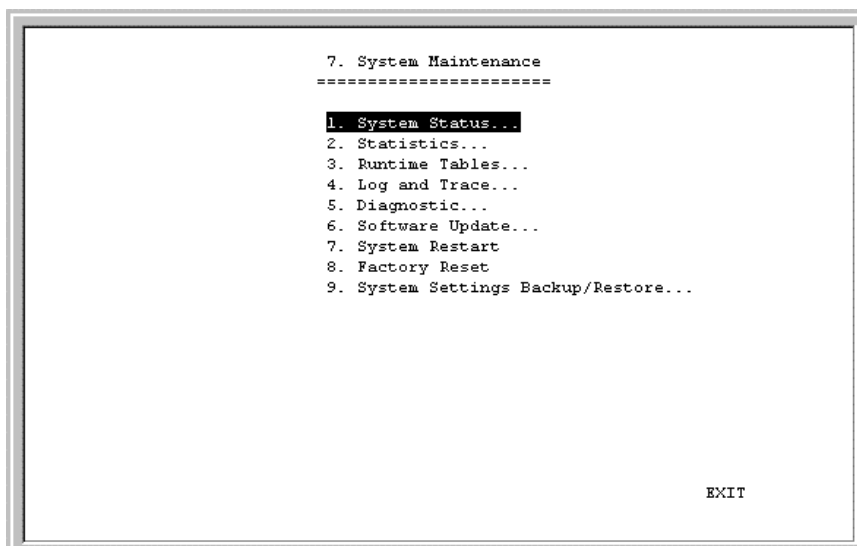 7. System Maintenance
=======================
1. System Status...
2. Statistics...
3. Runtime Tables...
4. Log and Trace...
5. Diagnostic...
6. Software Update...
7. System Restart
8. Factory Reset
9. System Settings Backup/Restore...
EXIT